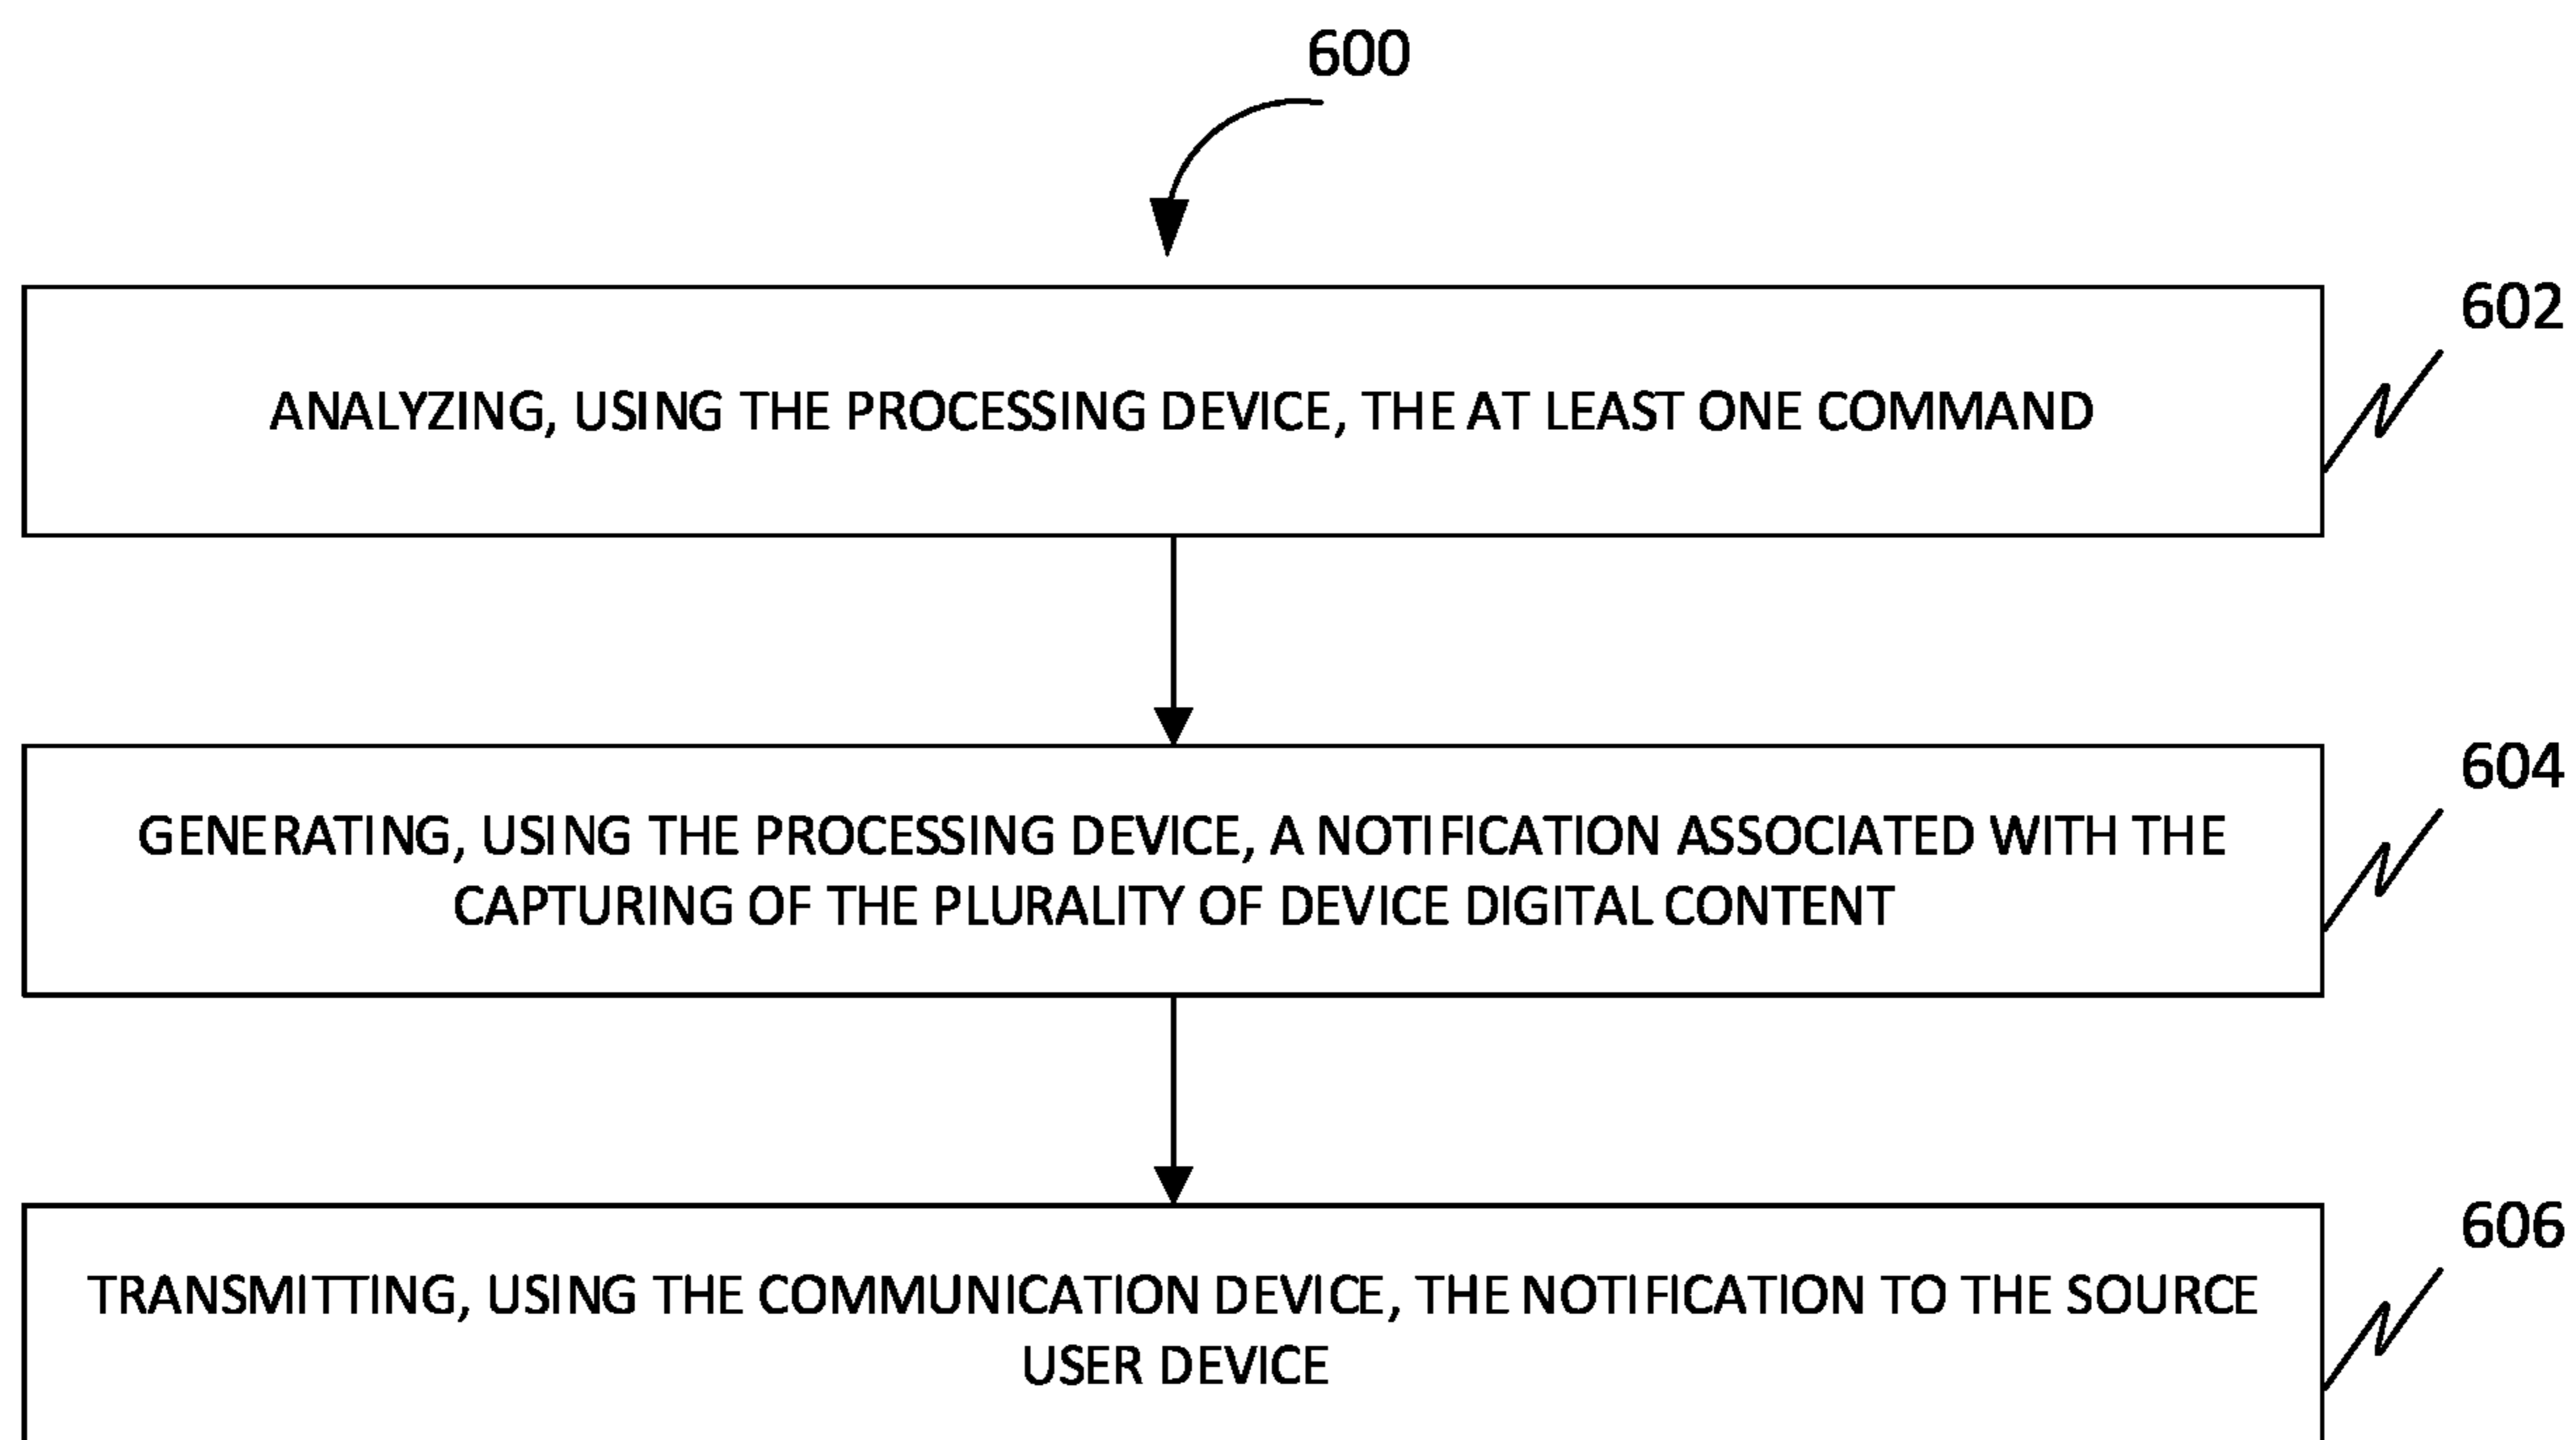 600
602
ANALYZING, USING THE PROCESSING DEVICE, THE AT LEAST ONE COMMAND
604
GENERATING, USING THE PROCESSING DEVICE, A NOTIFICATION ASSOCIATED WITH THE
CAPTURING OF THE PLURALITY OF DEVICE DIGITAL CONTENT
606
TRANSMITTING, USING THE COMMUNICATION DEVICE, THE NOTIFICATION TO THE SOURCE
USER DEVICE